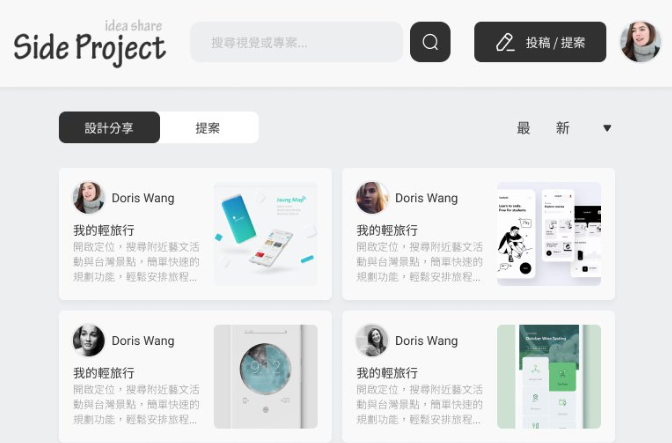 idea share
Side Project
搜尋視覺或專案...
投稿 / 提案
設計分享
提案
最 新
Doris Wang
我的輕旅行
開啟定位，搜尋附近藝文活
動與台灣景點，簡單快速的
規劃功能，輕鬆安排旅程...
Doris Wang
我的輕旅行
開啟定位，搜尋附近藝文活
動與台灣景點，簡單快速的
規劃功能，輕鬆安排旅程...
Learn to code.
Free for students.
Doris Wang
我的輕旅行
開啟定位，搜尋附近藝文活
動與台灣景點，簡單快速的
規劃功能，輕鬆安排旅程...
Doris Wang
我的輕旅行
開啟定位，搜尋附近藝文活
動與台灣景點，簡單快速的
規劃功能，輕鬆安排旅程...